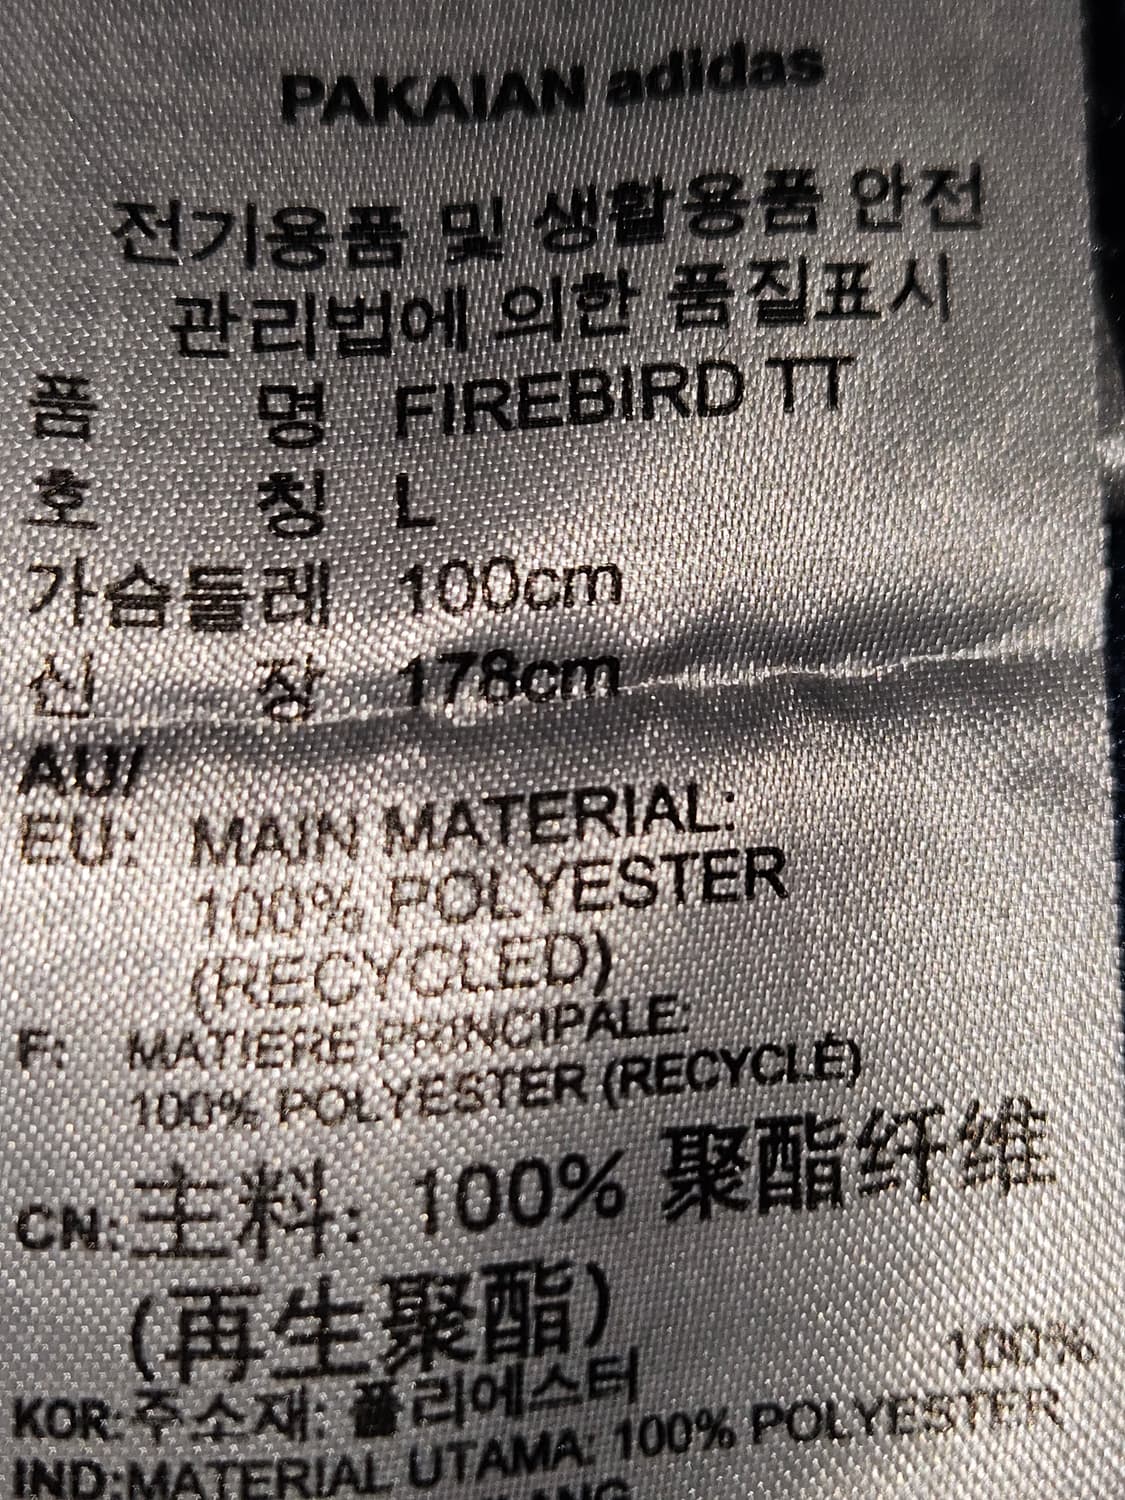 PAKAIAN adidas
전기용품 및 생활용품 안전
관리법에 의한 품질표시
품 명 FIREBIRD TT
호 칭 L
가슴둘레 100cm
신 장 178cm
AU/
EU: MAIN MATERIAL:
100% POLYESTER
(RECYCLED)
F: MATIERE PRINCIPALE:
100% POLYESTER (RECYCLÉ)
CN: 主料: 100% 聚酯纤维
(再生聚酯)
KOR: 주소재: 폴리에스터 100%
IND: MATERIAL UTAMA: 100% POLYESTER